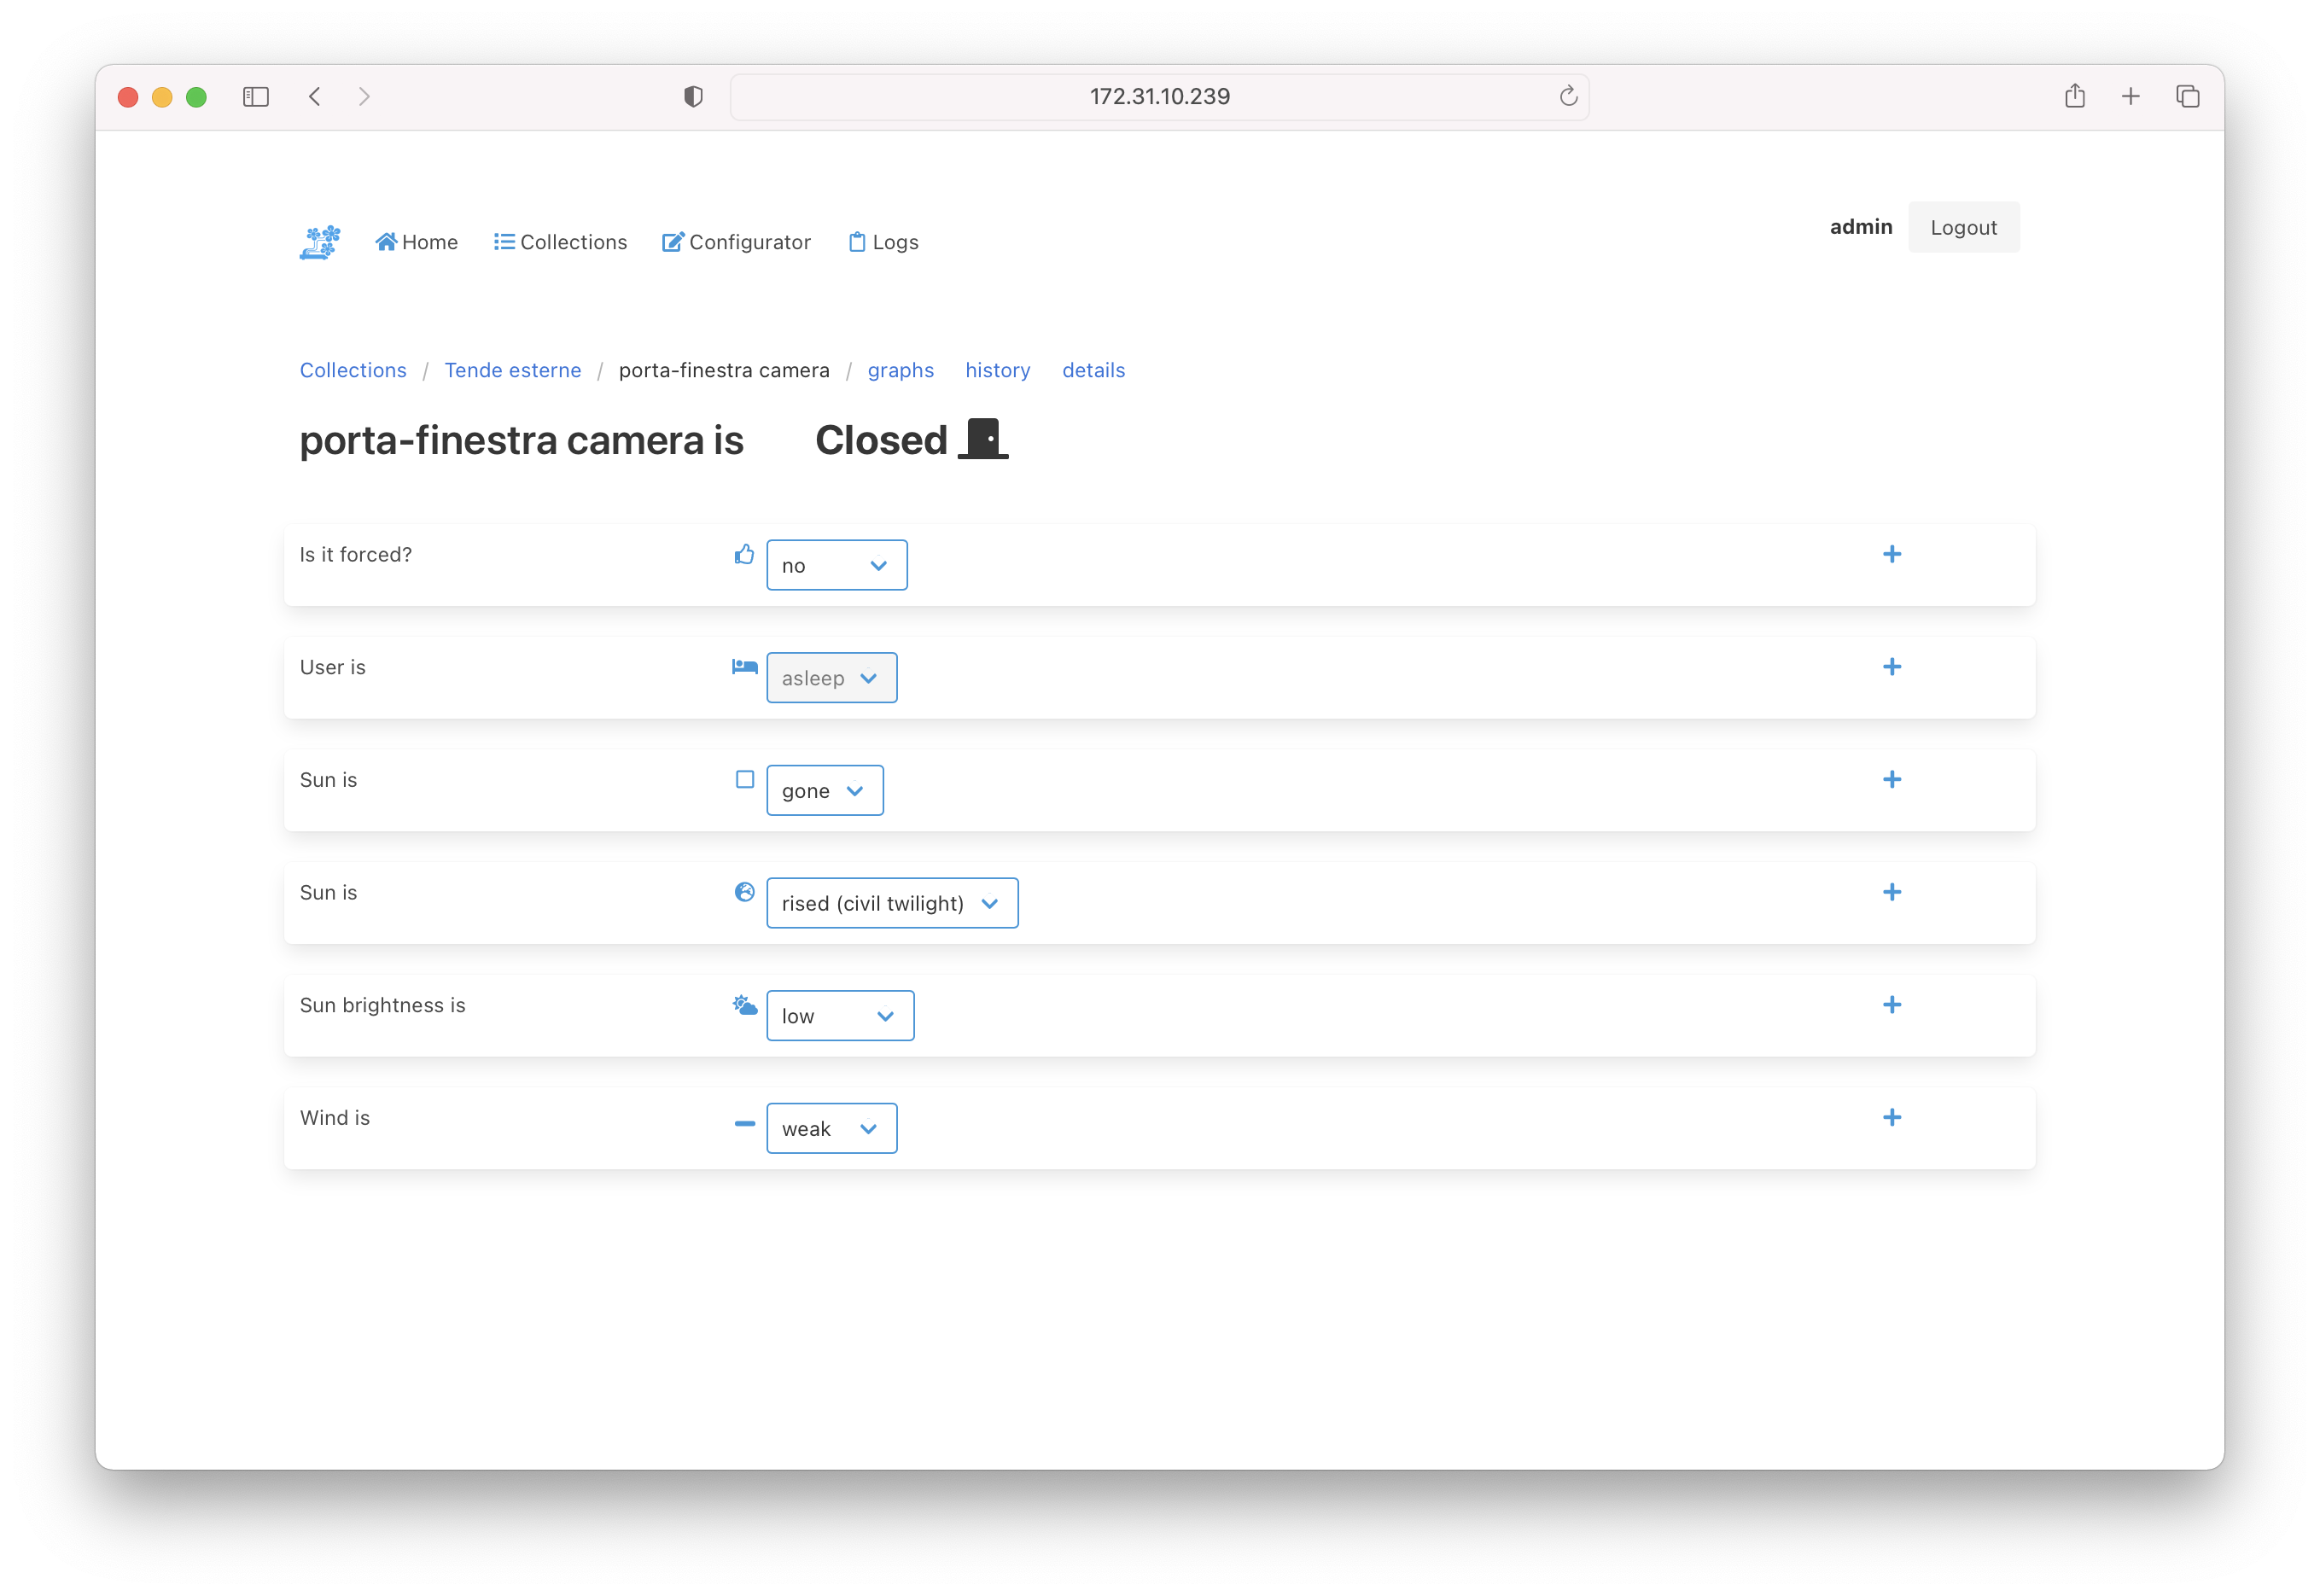 172.31.10.239
Home Collections Configurator Logs admin Logout
Collections / Tende esterne / porta-finestra camera / graphs history details
porta-finestra camera is Closed
Is it forced? no
User is asleep
Sun is gone
Sun is rised (civil twilight)
Sun brightness is low
Wind is weak